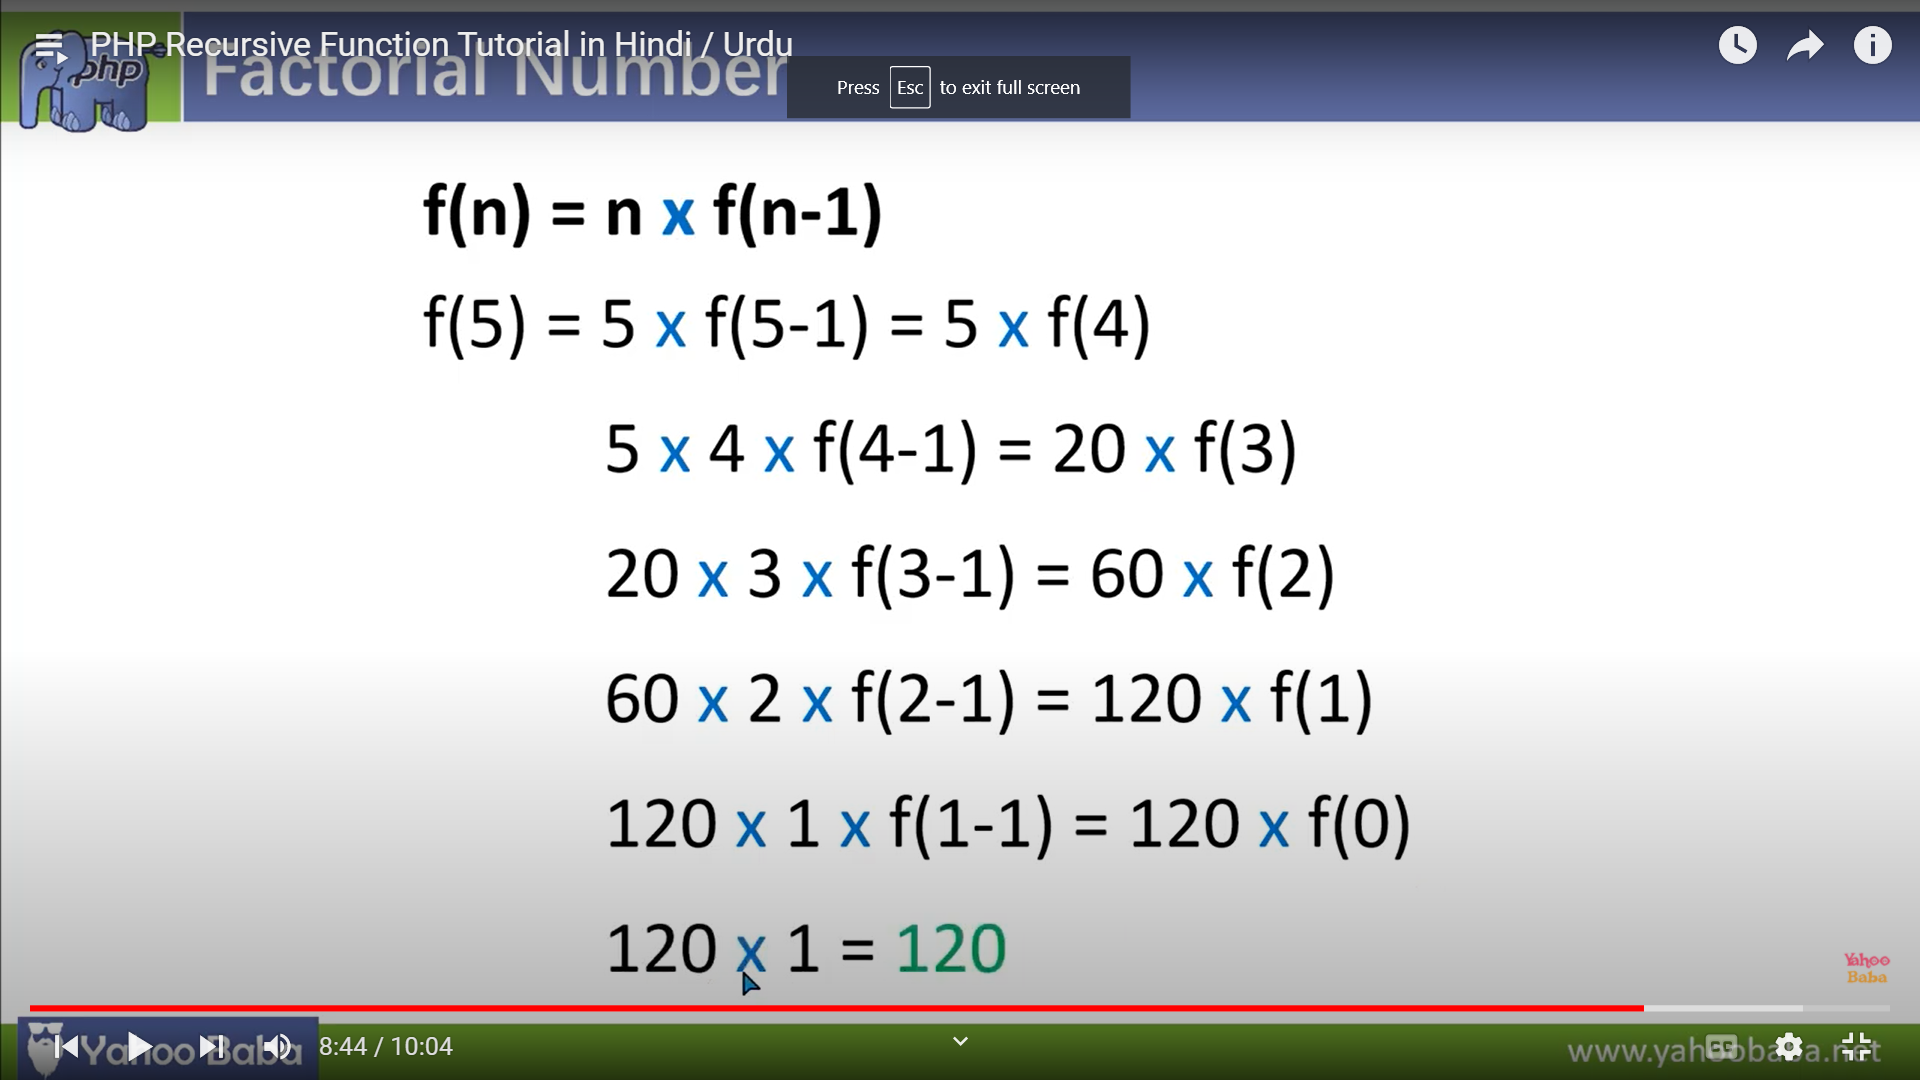 PHP Recursive Function Tutorial in Hindi / Urdu
php
Factorial Number
Press Esc to exit full screen
f(n) = n x f(n-1)
f(5) = 5 x f(5-1) = 5 x f(4)
5 x 4 x f(4-1) = 20 x f(3)
20 x 3 x f(3-1) = 60 x f(2)
60 x 2 x f(2-1) = 120 x f(1)
120 x 1 x f(1-1) = 120 x f(0)
120 x 1 = 120
Yahoo
Baba
Yahoo Baba
8:44 / 10:04
CC
www.yahoobaba.net